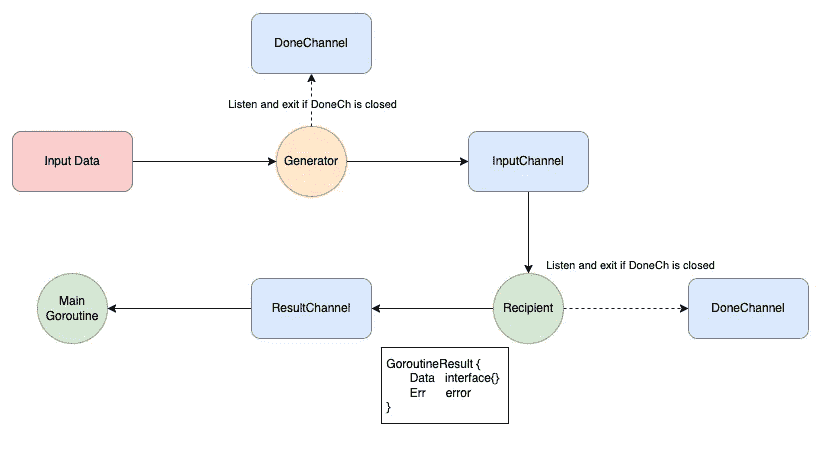 DoneChannel
Listen and exit if DoneCh is closed
Input Data
Generator
InputChannel
Listen and exit if DoneCh is closed
Main
Goroutine
ResultChannel
Recipient
DoneChannel
GoroutineResult {
Data interface{}
Err error
}